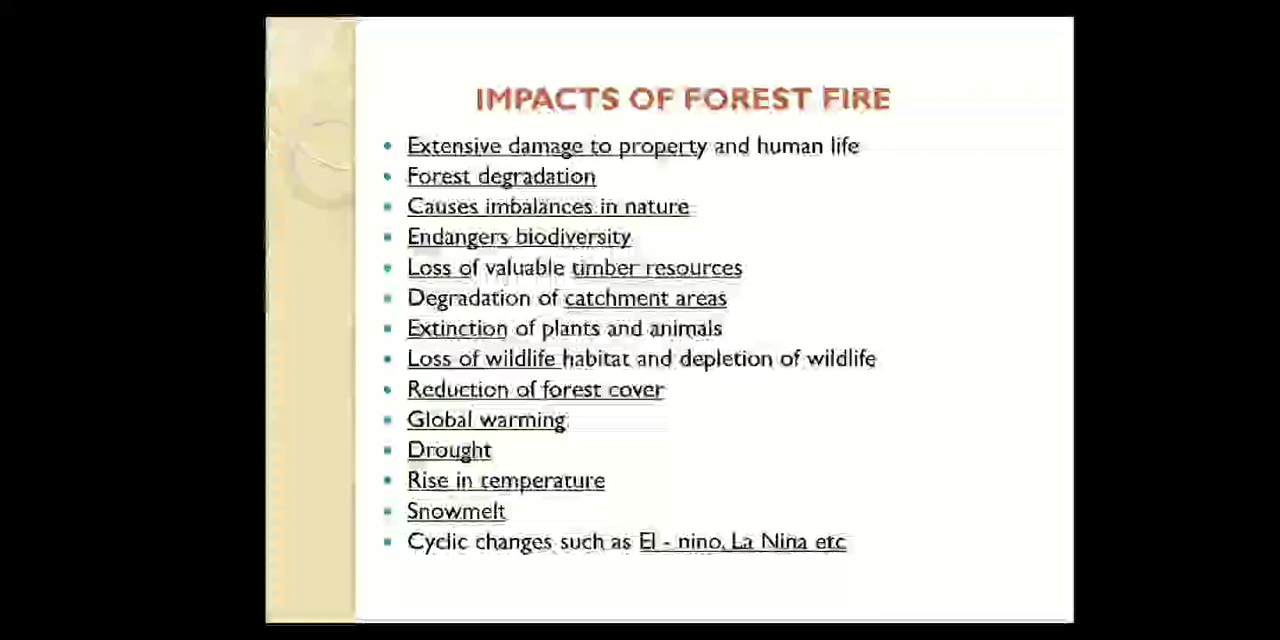 IMPACTS OF FOREST FIRE
• Extensive damage to property and human life
• Forest degradation
• Causes imbalances in nature
• Endangers biodiversity
• Loss of valuable timber resources
• Degradation of catchment areas
• Extinction of plants and animals
• Loss of wildlife habitat and depletion of wildlife
• Reduction of forest cover
• Global warming
• Drought
• Rise in temperature
• Snowmelt
• Cyclic changes such as El - nino, La Nina etc